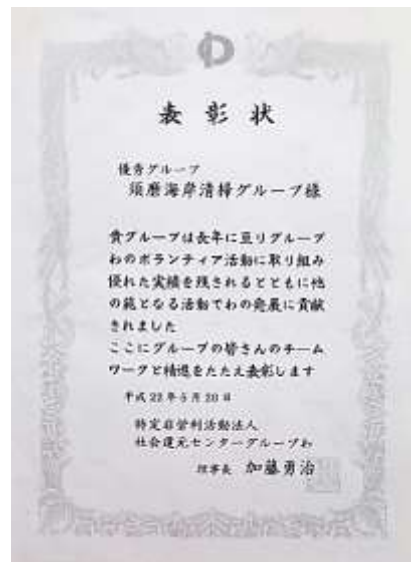 表彰状
優秀グループ
須磨海岸清掃グループ様
貴グループは長年に亘りグループ
わのボランティア活動に取り組み
優れた実績を残されるとともに他
の範となる活動でわの発展に貢献
されました
ここにグループの皆さんのチーム
ワークと精進をたたえ表彰します
平成22年5月20日
特定非営利活動法人
社会還元センターグループわ
理事長 加藤勇治